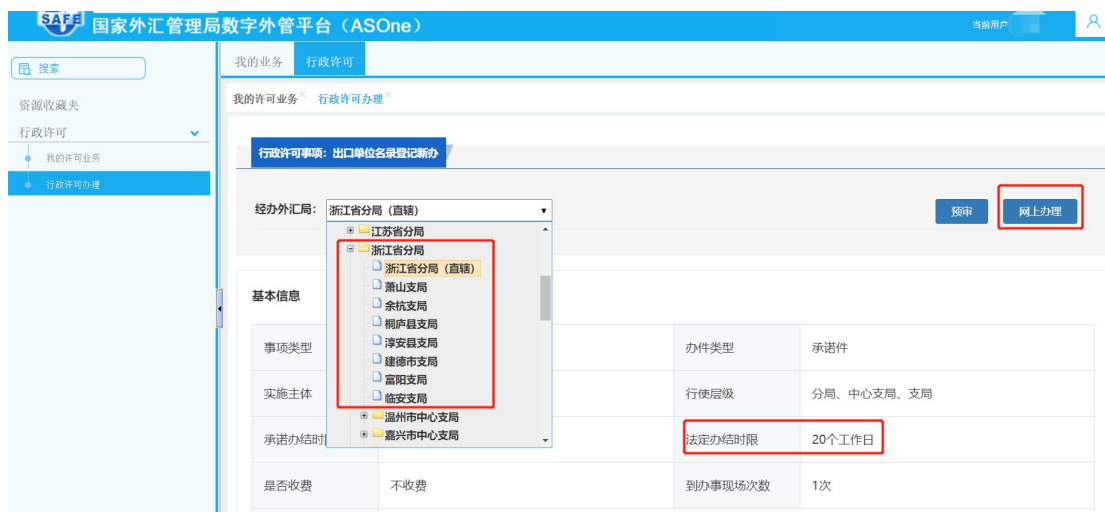 SAFE 国家外汇管理局数字外管平台（ASOne） 当前用户
搜索
我的业务 行政许可
资源收藏夹
我的许可业务 行政许可办理
行政许可
我的许可业务
行政许可办理
行政许可事项：出口单位名录登记新办
经办外汇局： 浙江省分局（直辖） 预审 网上办理
江苏省分局
浙江省分局
浙江省分局（直辖）
萧山支局
余杭支局
桐庐县支局
淳安县支局
建德市支局
富阳支局
临安支局
温州市中心支局
嘉兴市中心支局
基本信息
事项类型 办件类型 承诺件
实施主体 行使层级 分局、中心支局、支局
承诺办结时 法定办结时限 20个工作日
是否收费 不收费 到办事现场次数 1次